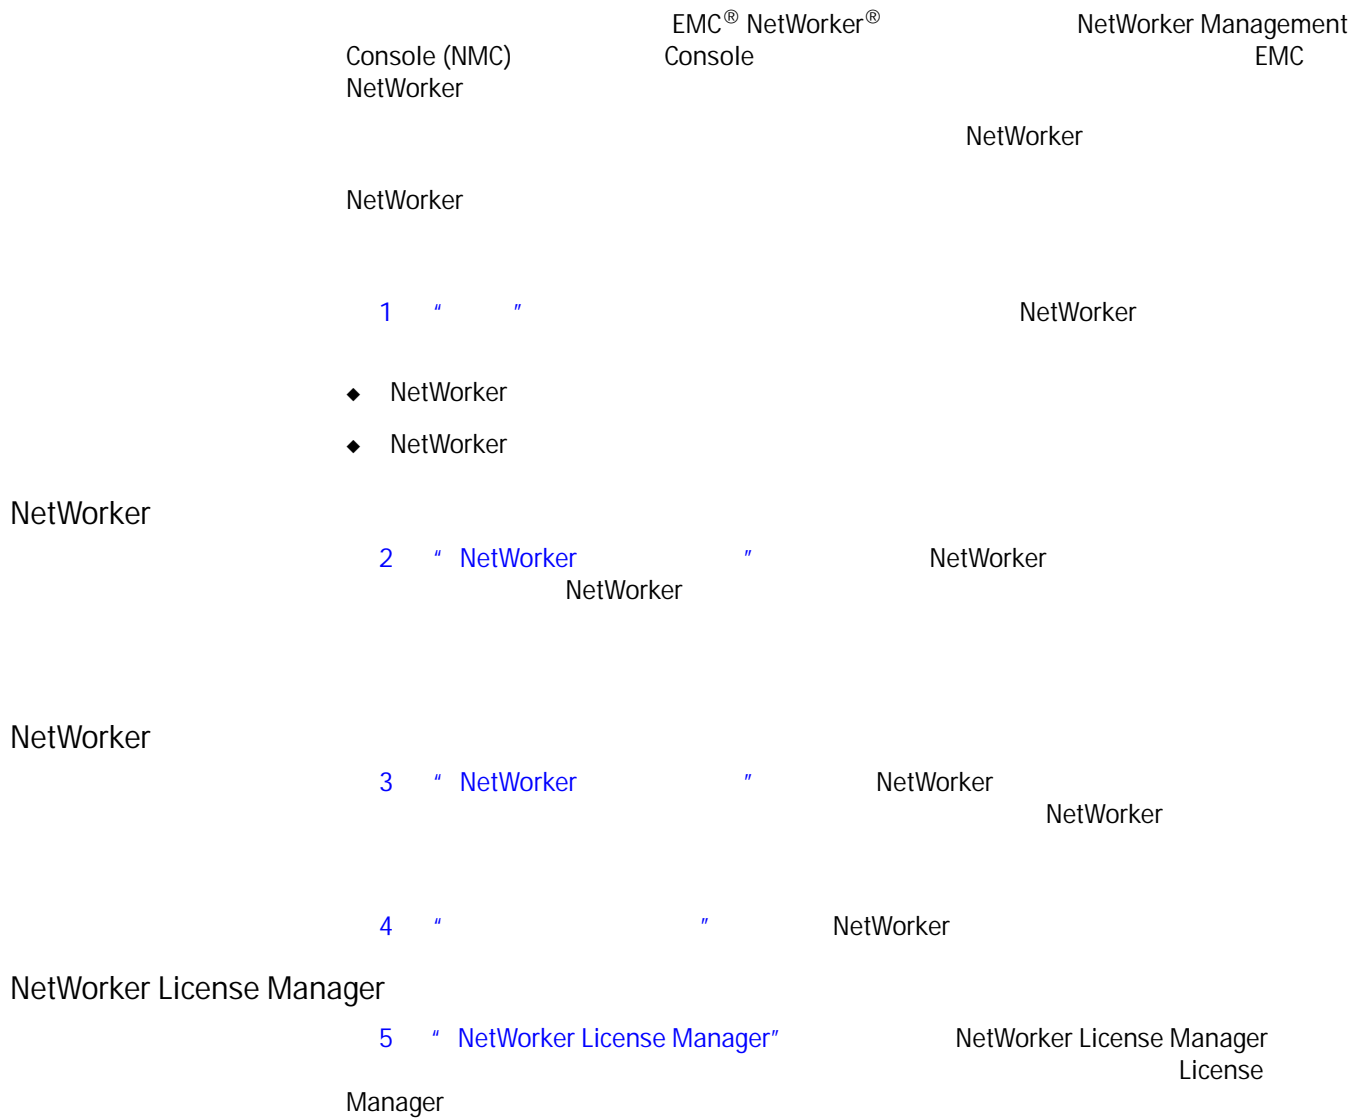 EMC® NetWorker® NetWorker Management
Console (NMC) Console EMC
NetWorker
NetWorker
NetWorker
1 “ ”
NetWorker
◆ NetWorker
◆ NetWorker
NetWorker
2 “ NetWorker ” NetWorker
NetWorker
NetWorker
3 “ NetWorker ” NetWorker
NetWorker
4 “ ” NetWorker
NetWorker License Manager
5 “ NetWorker License Manager” NetWorker License Manager
License
Manager